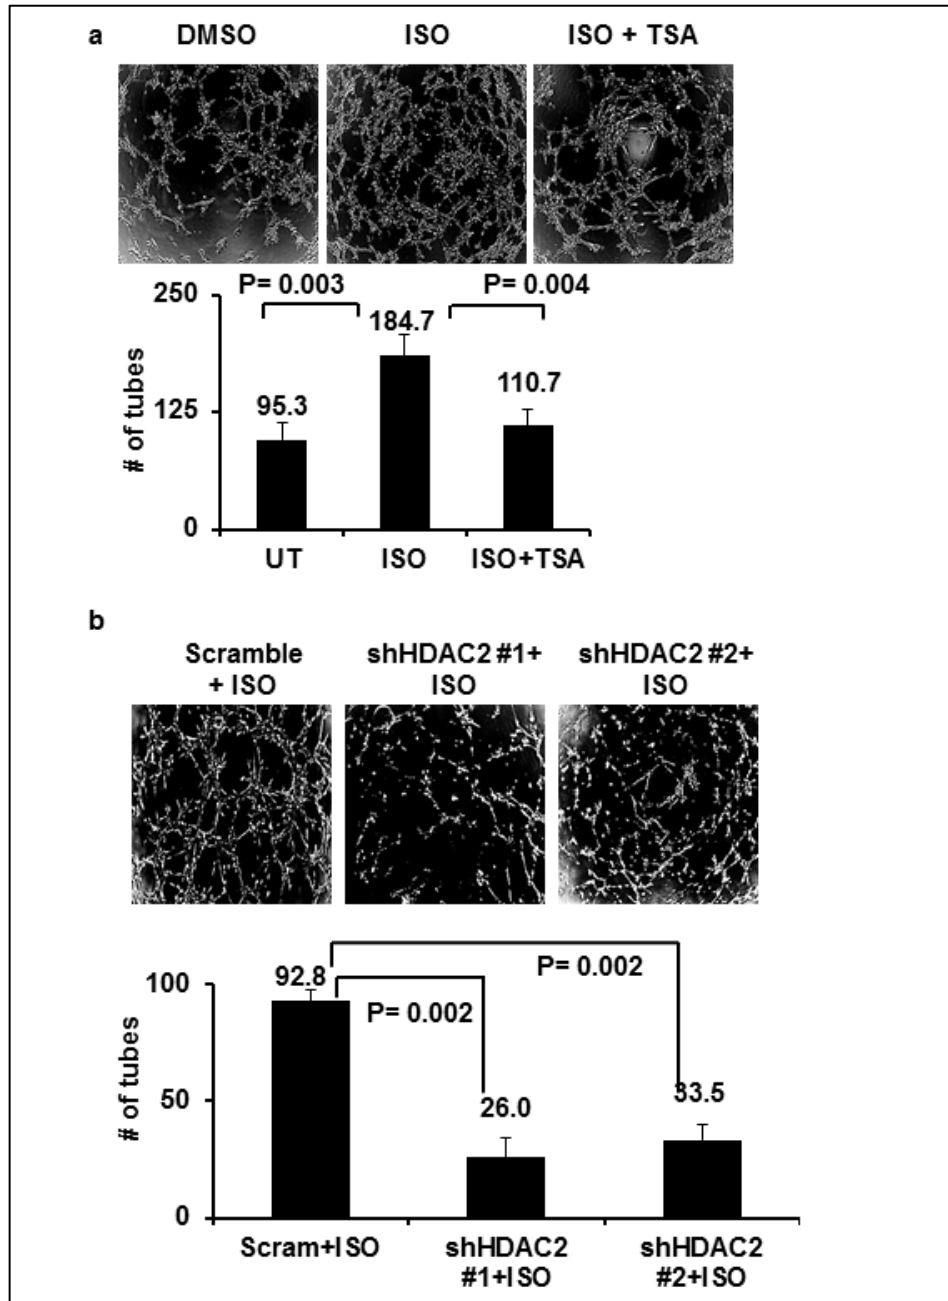 a
DMSO ISO ISO + TSA
P= 0.003 P= 0.004
250
184.7
110.7
95.3
125
# of tubes
0
UT ISO ISO+TSA
b
Scramble shHDAC2 #1+ shHDAC2 #2+
+ ISO ISO ISO
P= 0.002
92.8
100
P= 0.002
33.5
26.0
50
# of tubes
0
Scram+ISO shHDAC2 shHDAC2
#1+ISO #2+ISO